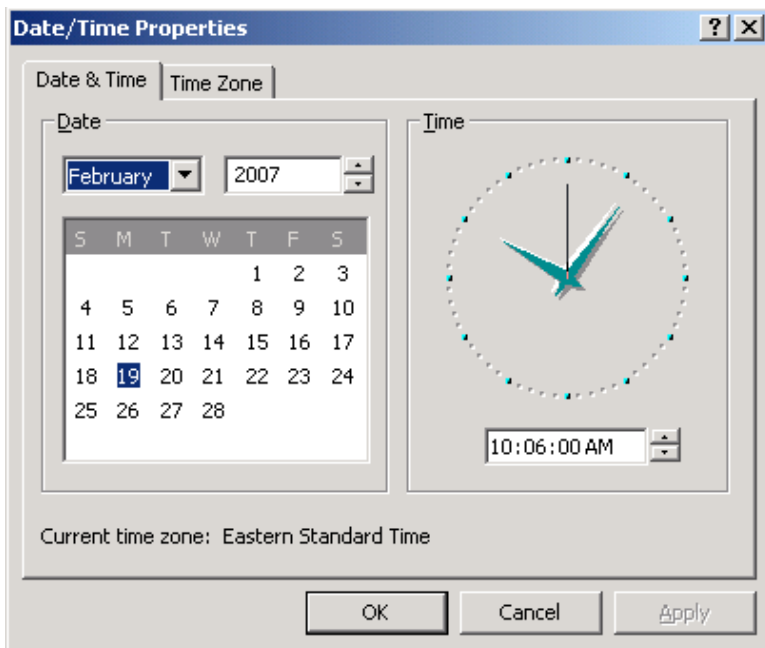 Date/Time Properties
Date & Time Time Zone
Date
February 2007
S M T W T F S
1 2 3
4 5 6 7 8 9 10
11 12 13 14 15 16 17
18 19 20 21 22 23 24
25 26 27 28
Time
10:06:00 AM
Current time zone: Eastern Standard Time
OK Cancel Apply